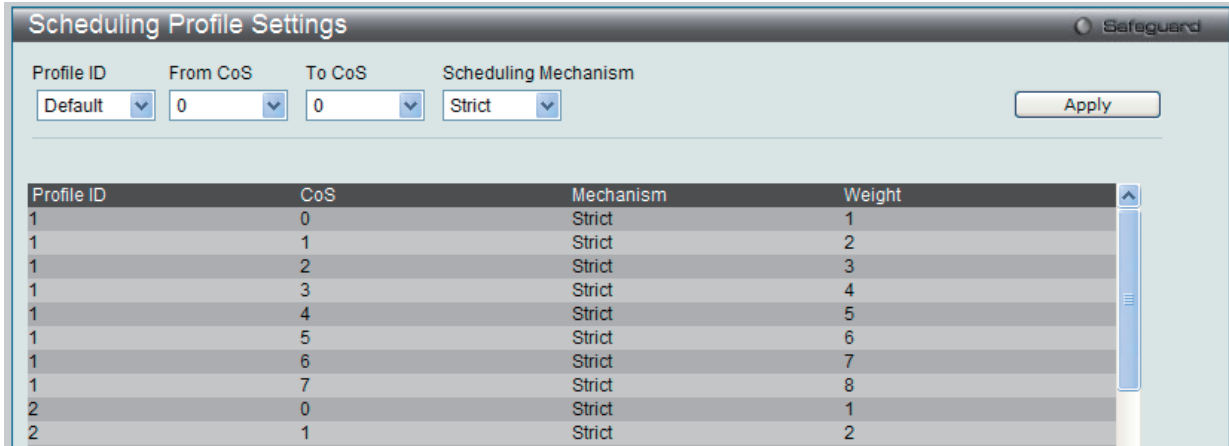 Scheduling Profile Settings
Safeguard
Profile ID From CoS To CoS Scheduling Mechanism
Default 0 0 Strict Apply
Profile ID CoS Mechanism Weight
1 0 Strict 1
1 1 Strict 2
1 2 Strict 3
1 3 Strict 4
1 4 Strict 5
1 5 Strict 6
1 6 Strict 7
1 7 Strict 8
2 0 Strict 1
2 1 Strict 2